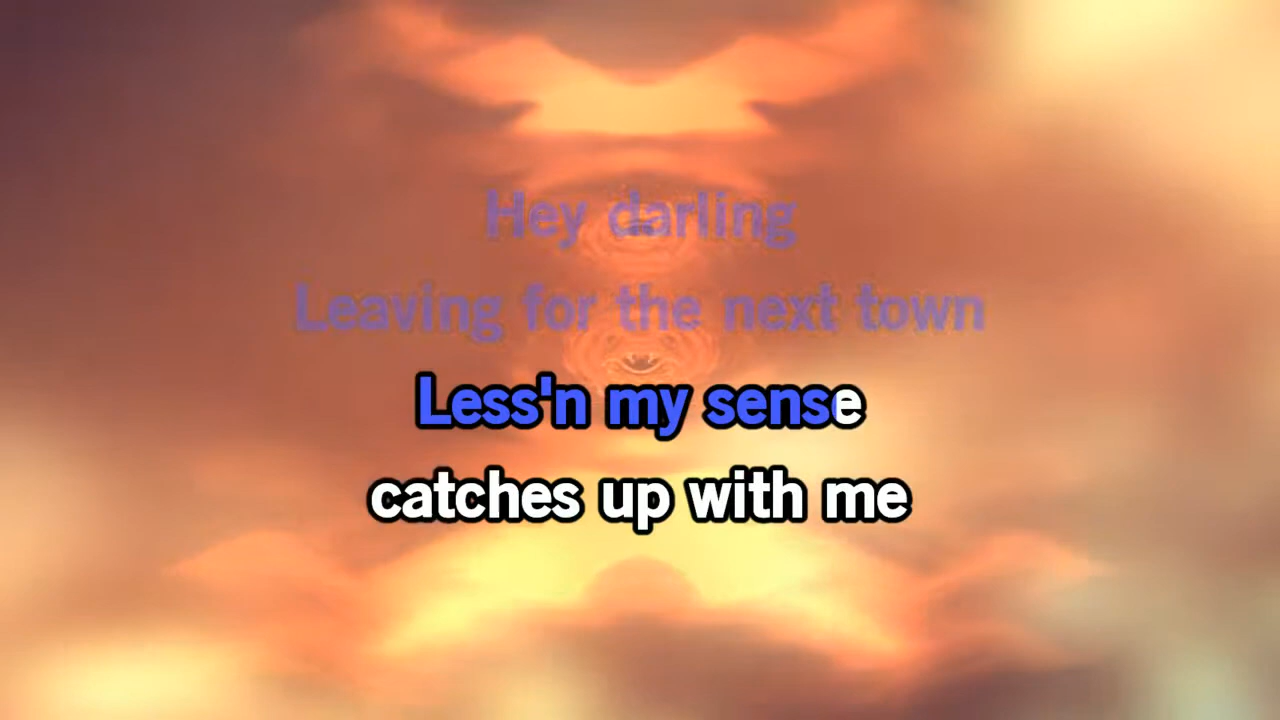 Hey darling
Leaving for the next town
Less'n my sense
catches up with me